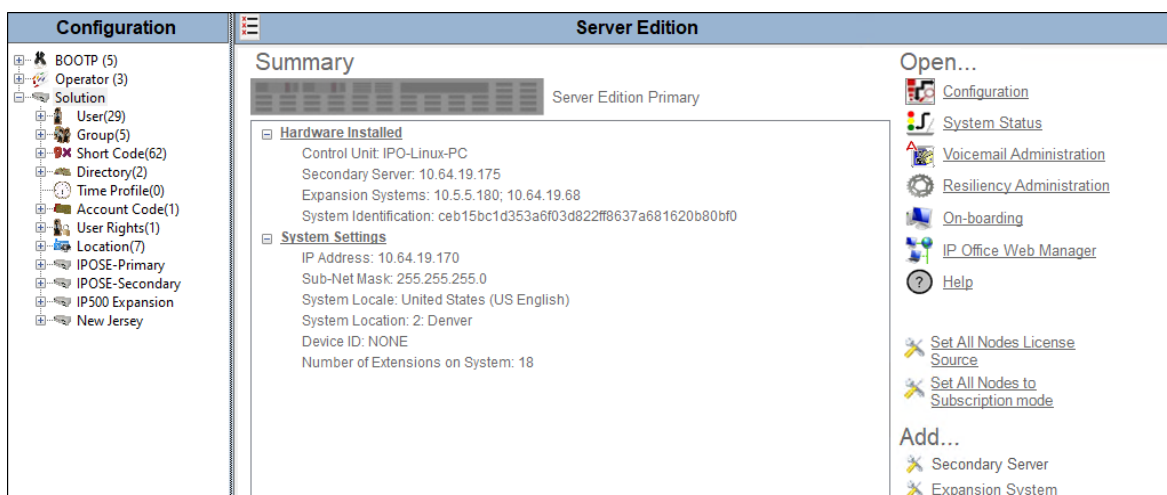 Configuration
BOOTP (5)
Operator (3)
Solution
User(29)
Group(5)
Short Code(62)
Directory(2)
Time Profile(0)
Account Code(1)
User Rights(1)
Location(7)
IPOSE-Primary
IPOSE-Secondary
IP500 Expansion
New Jersey
Server Edition
Summary
Server Edition Primary
Hardware Installed
Control Unit: IPO-Linux-PC
Secondary Server: 10.64.19.175
Expansion Systems: 10.5.5.180; 10.64.19.68
System Identification: ceb15bc1d353a6f03d822ff8637a681620b80bf0
System Settings
IP Address: 10.64.19.170
Sub-Net Mask: 255.255.255.0
System Locale: United States (US English)
System Location: 2: Denver
Device ID: NONE
Number of Extensions on System: 18
Open...
Configuration
System Status
Voicemail Administration
Resiliency Administration
On-boarding
IP Office Web Manager
Help
Set All Nodes License
Source
Set All Nodes to
Subscription mode
Add...
Secondary Server
Expansion System